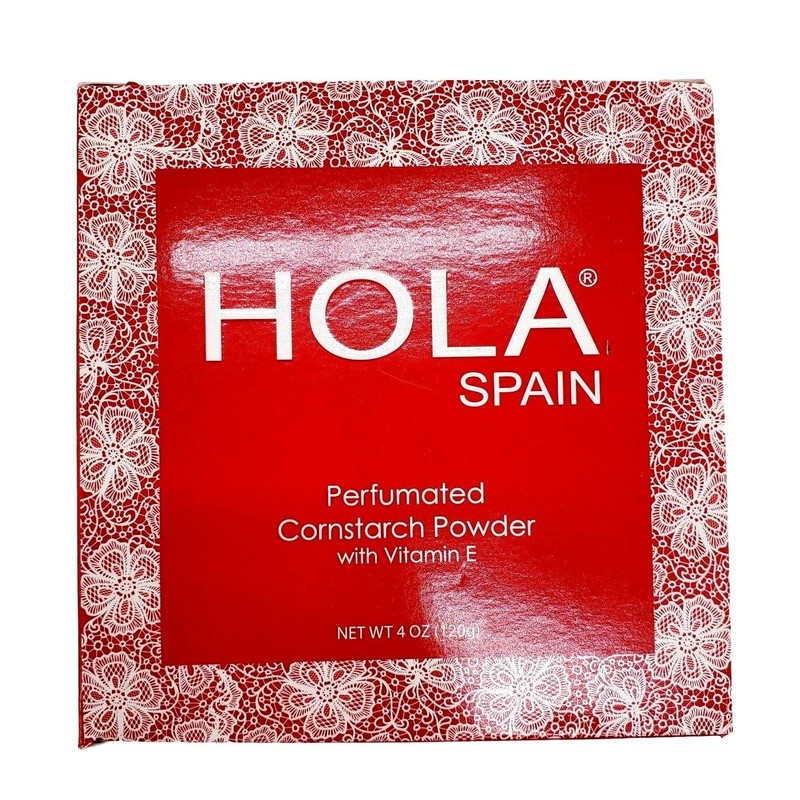 HOLA®
SPAIN
Perfumated
Cornstarch Powder
with Vitamin E
NET WT 4 OZ (120g)